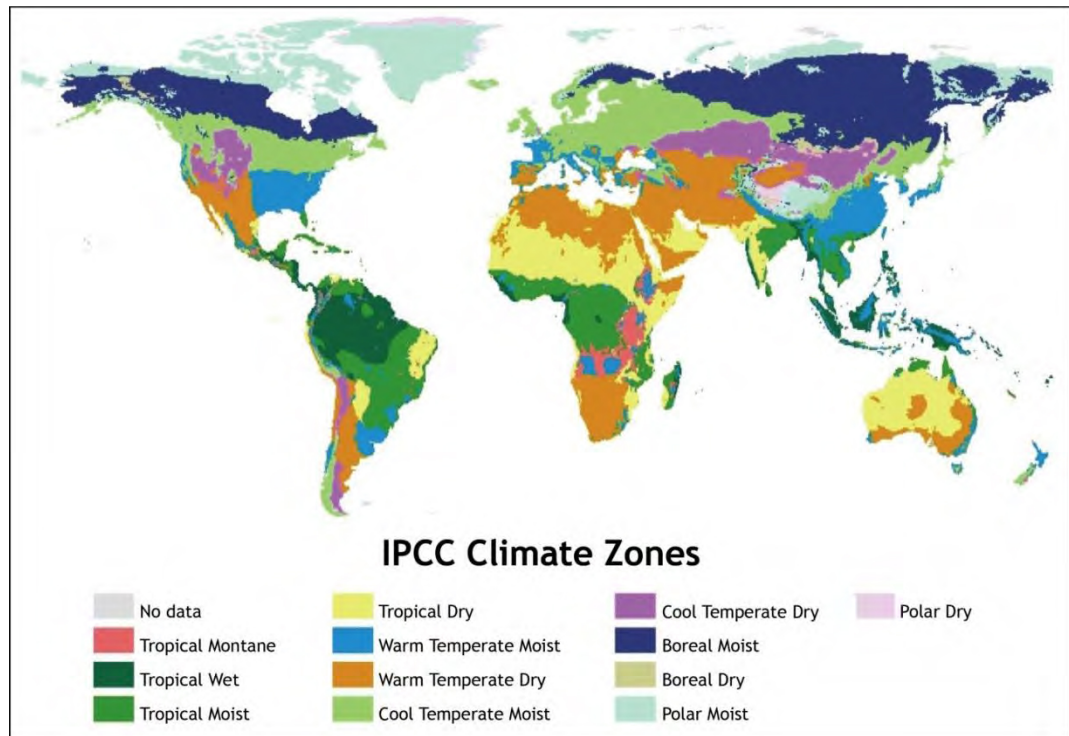 IPCC Climate Zones
No data
Tropical Montane
Tropical Wet
Tropical Moist
Tropical Dry
Warm Temperate Moist
Warm Temperate Dry
Cool Temperate Moist
Cool Temperate Dry
Boreal Moist
Boreal Dry
Polar Moist
Polar Dry